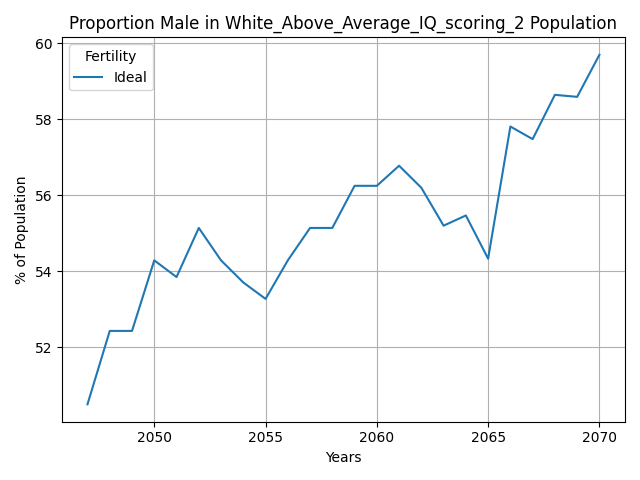 Proportion Male in White_Above_Average_IQ_scoring_2 Population
60
Fertility
Ideal
58
56
54
52
% of Population
2050 2055 2060 2065 2070
Years